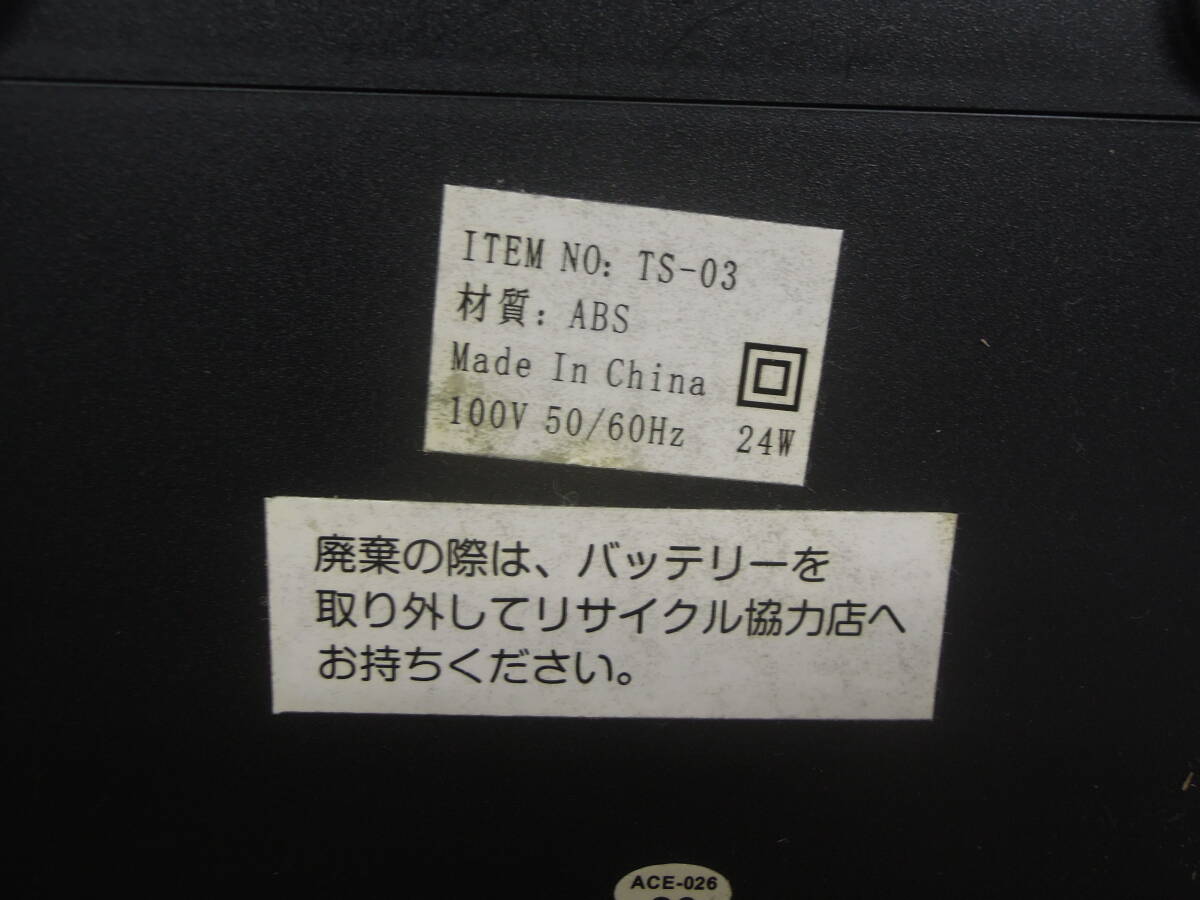 ITEM NO: TS-03
材質: ABS
Made In China
100V 50/60Hz 24W
廃棄の際は、バッテリーを
取り外してリサイクル協力店へ
お持ちください。
ACE-026